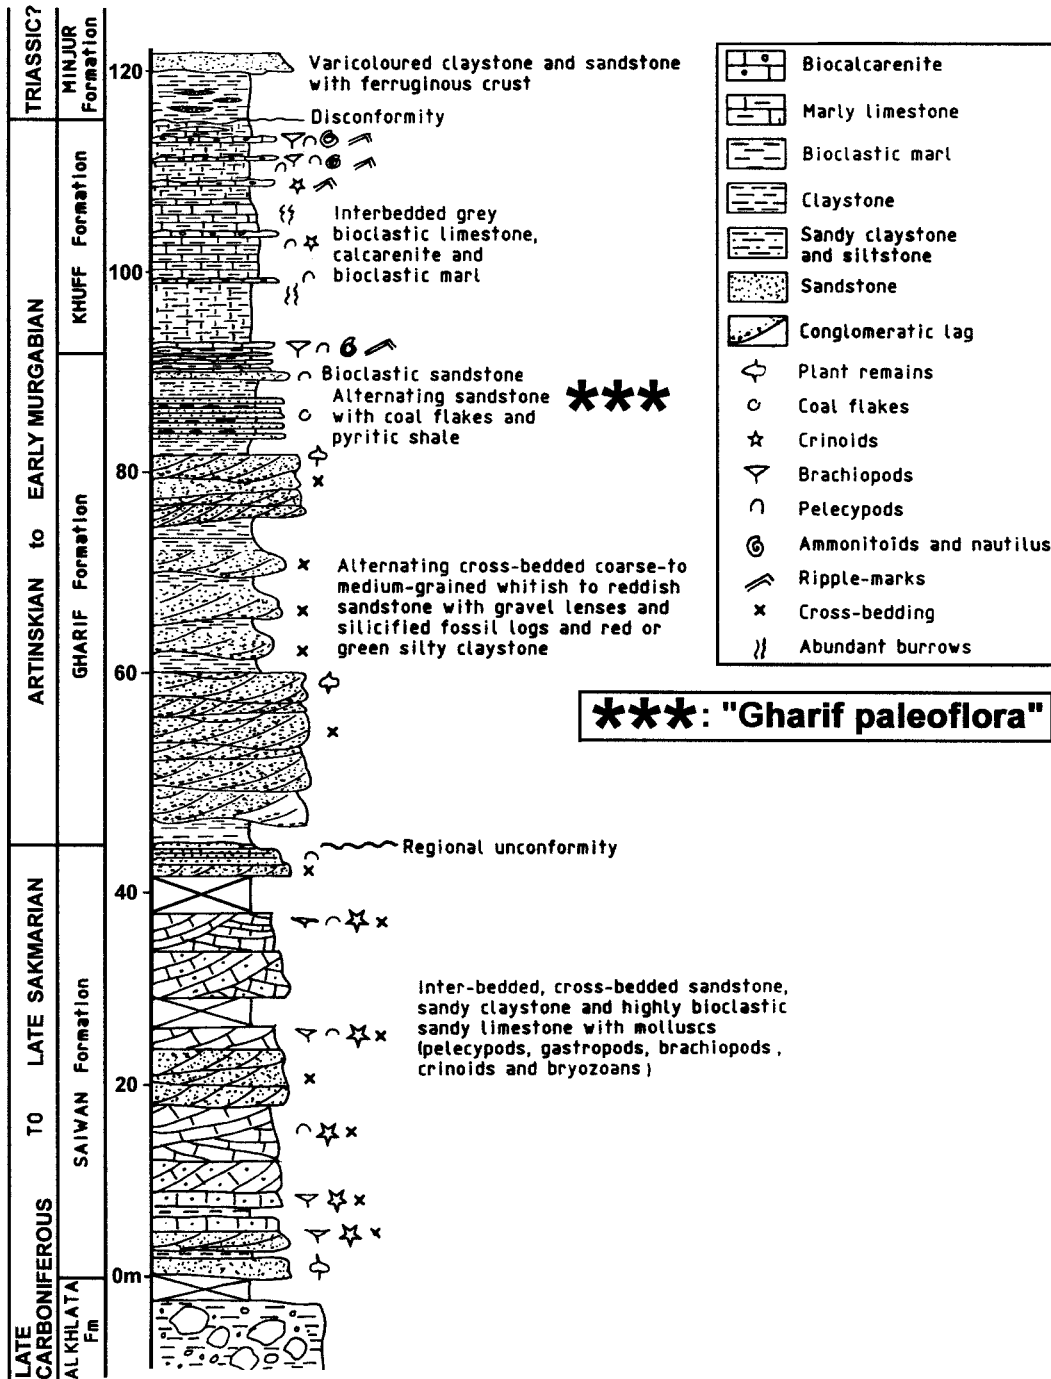 TRIASSIC?
MINJUR
Formation
ARTINSKIAN to EARLY MURGABIAN
KHUFF Formation
GHARIF Formation
LATE CARBONIFEROUS TO LATE SAKMARIAN
SAIWAN Formation
ALKHLATA
Fm
120
100
80
60
40
20
0m
Varicoloured claystone and sandstone
with ferruginous crust
Disconformity
Interbedded grey
bioclastic limestone,
calcarenite and
bioclastic marl
Bioclastic sandstone
Alternating sandstone
with coal flakes and
pyritic shale
***
Alternating cross-bedded coarse-to
medium-grained whitish to reddish
sandstone with gravel lenses and
silicified fossil logs and red or
green silty claystone
Regional unconformity
Inter-bedded, cross-bedded sandstone,
sandy claystone and highly bioclastic
sandy limestone with molluscs
(pelecypods, gastropods, brachiopods,
crinoids and bryozoans)
Biocalcarenite
Marly limestone
Bioclastic marl
Claystone
Sandy claystone
and siltstone
Sandstone
Conglomeratic lag
Plant remains
Coal flakes
Crinoids
Brachiopods
Pelecypods
Ammonitoids and nautilus
Ripple-marks
Cross-bedding
Abundant burrows
***: "Gharif paleoflora"